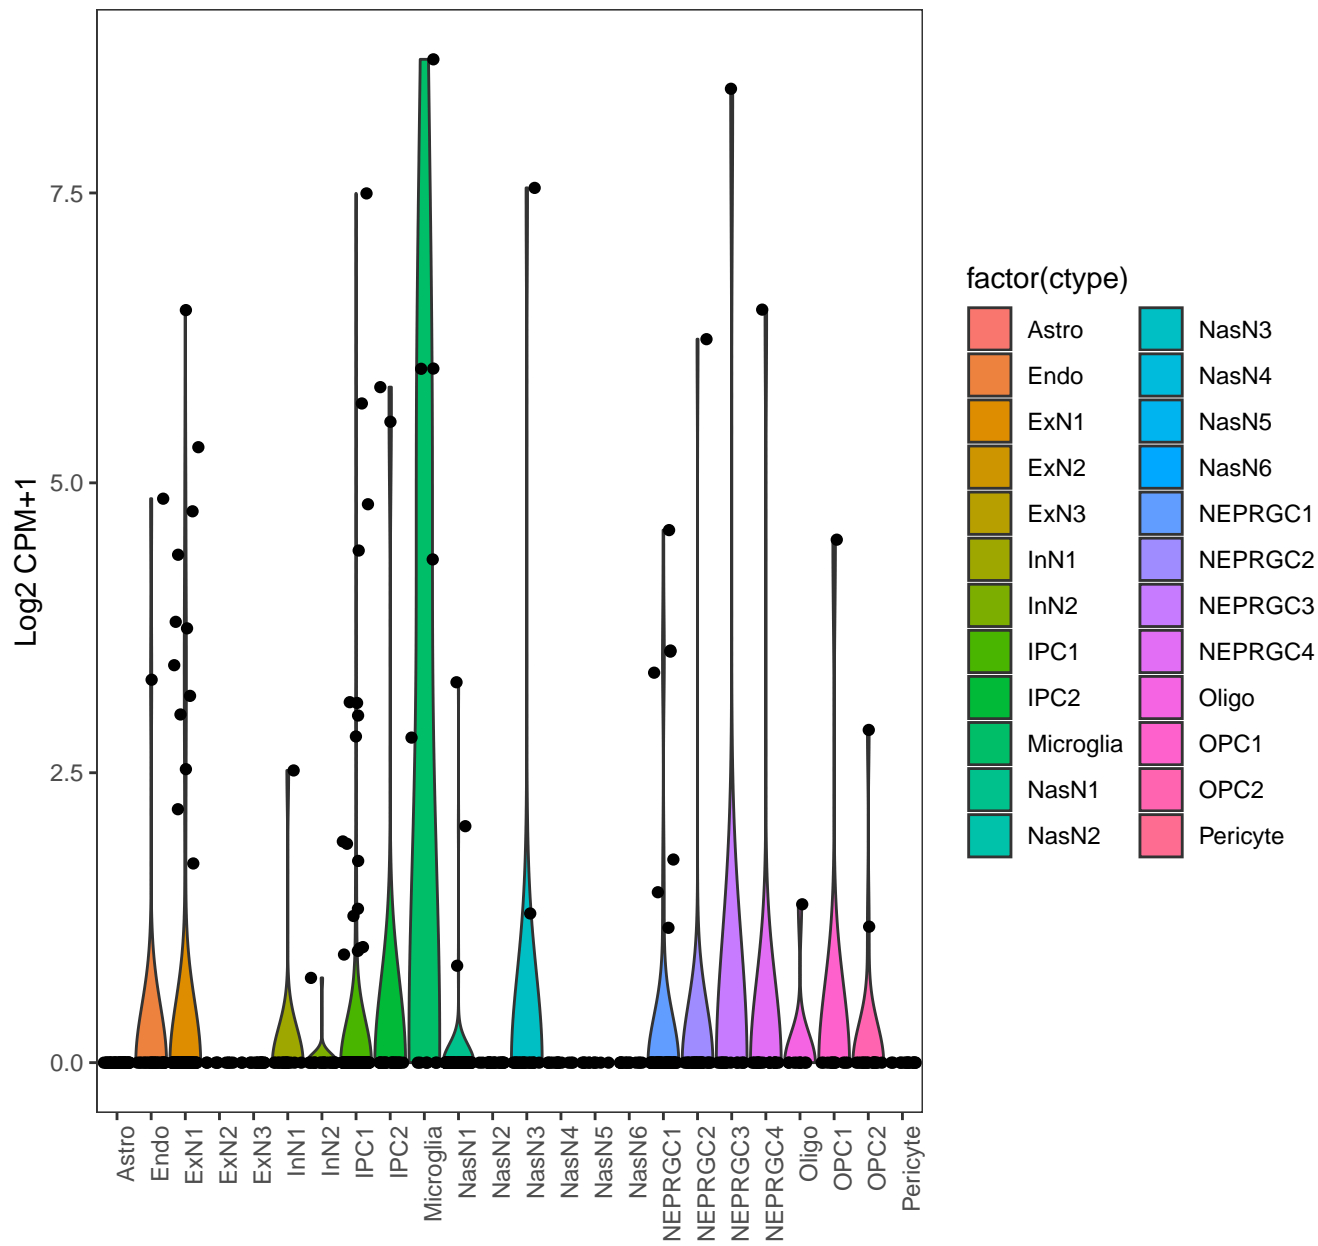 Log2 CPM+1
7.5
5.0
2.5
0.0
Astro
Endo
ExN1
ExN2
ExN3
InN1
InN2
IPC1
IPC2
Microglia
NasN1
NasN2
NasN3
NasN4
NasN5
NasN6
NEPRGC1
NEPRGC2
NEPRGC3
NEPRGC4
Oligo
OPC1
OPC2
Pericyte
factor(ctype)
Astro
Endo
ExN1
ExN2
ExN3
InN1
InN2
IPC1
IPC2
Microglia
NasN1
NasN2
NasN3
NasN4
NasN5
NasN6
NEPRGC1
NEPRGC2
NEPRGC3
NEPRGC4
Oligo
OPC1
OPC2
Pericyte